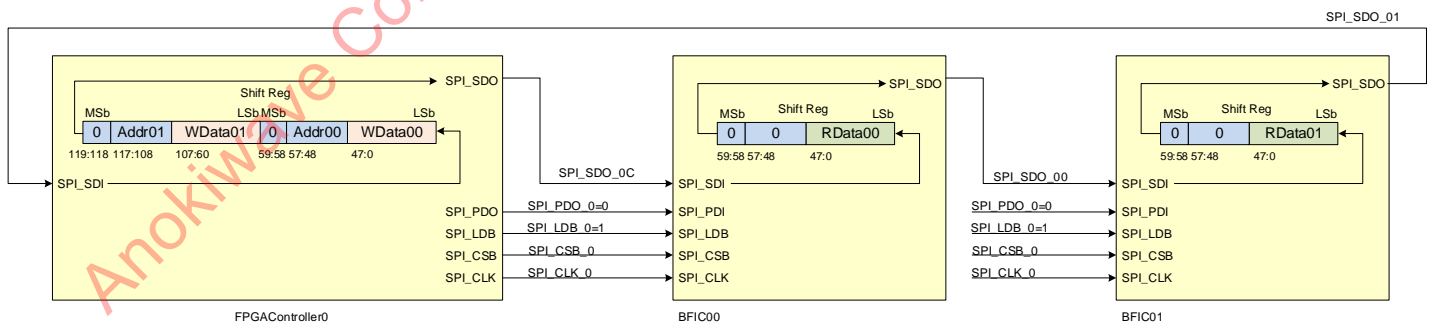 SPI_SDO_01
SPI_SDO
Shift Reg
MSb LSb MSb LSb
0 Addr01 WData01 0 Addr00 WData00
119:118 117:108 107:60 59:58 57:48 47:0
SPI_SDI
SPI_PDO
SPI_LDB
SPI_CSB
SPI_CLK
FPGAController0
SPI_SDO_0C
SPI_PDO_0=0
SPI_LDB_0=1
SPI_CSB_0
SPI_CLK_0
SPI_SDO
Shift Reg
MSb LSb
0 0 RData00
59:58 57:48 47:0
SPI_SDI
SPI_PDI
SPI_LDB
SPI_CSB
SPI_CLK
BFIC00
SPI_SDO_00
SPI_PDO_0=0
SPI_LDB_0=1
SPI_CSB_0
SPI_CLK_0
SPI_SDO
Shift Reg
MSb LSb
0 0 RData01
59:58 57:48 47:0
SPI_SDI
SPI_PDI
SPI_LDB
SPI_CSB
SPI_CLK
BFIC01
Anokiwave